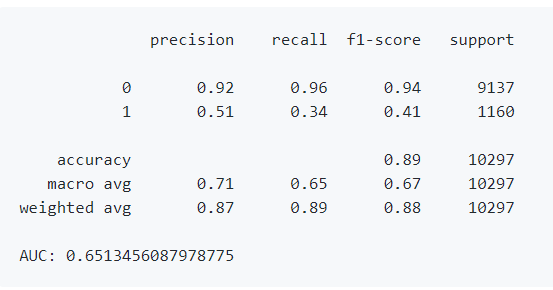 precision recall f1-score support
0 0.92 0.96 0.94 9137
1 0.51 0.34 0.41 1160
accuracy 0.89 10297
macro avg 0.71 0.65 0.67 10297
weighted avg 0.87 0.89 0.88 10297
AUC: 0.6513456087978775